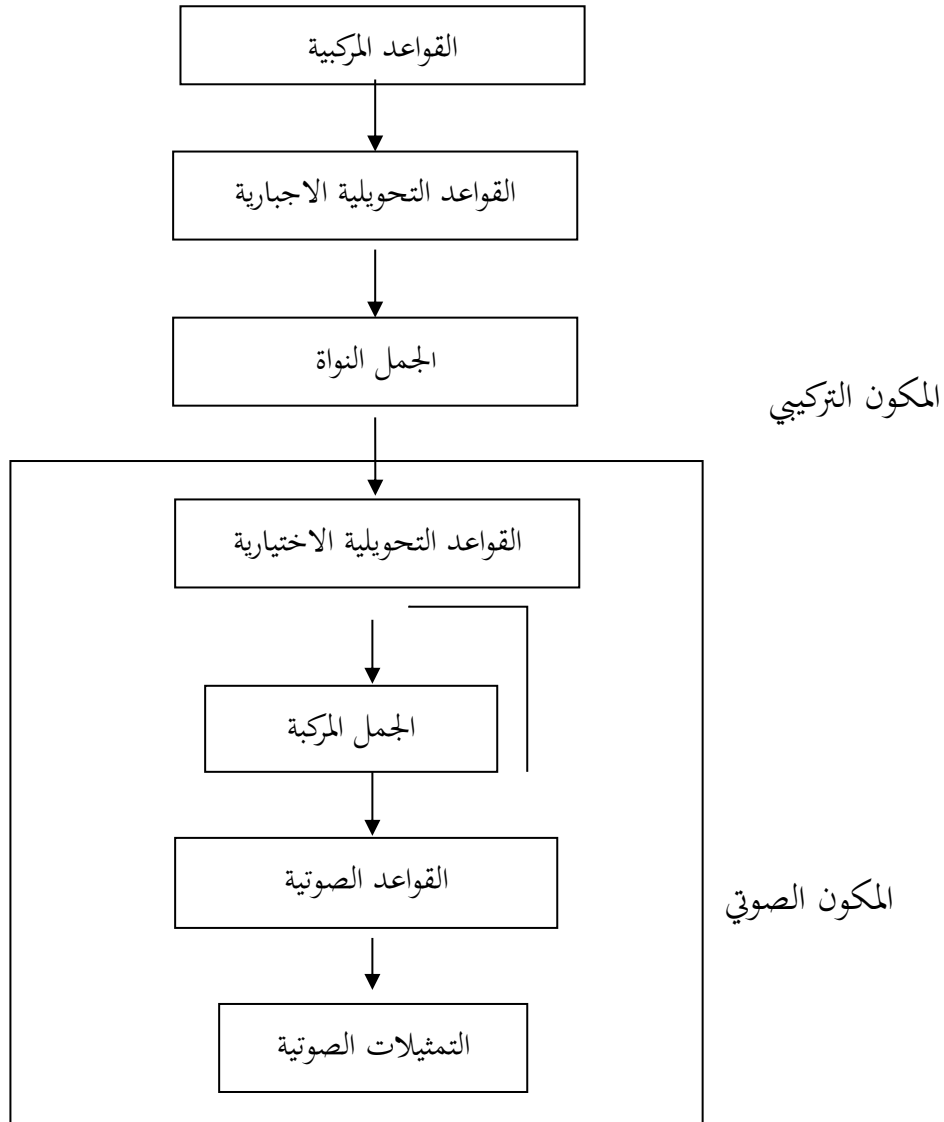 القواعد المركبية
القواعد التحويلية الاجبارية
الجمل النواة
المكون التركيبي
القواعد التحويلية الاختيارية
الجمل المركبة
القواعد الصوتية
المكون الصوتي
التمثيلات الصوتية